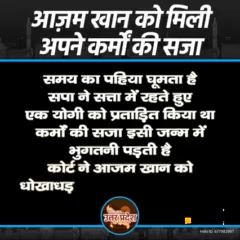 आज़म खान को मिली
अपने कर्मों की सजा
समय का पहिया घूमता है
सपा ने सत्ता में रहते हुए
एक योगी को प्रताड़ित किया था
कर्मों की सजा इसी जन्म में
भुगतनी पड़ती है
कोर्ट ने आजम खान को
धोखाधड़
उत्तर प्रदेश